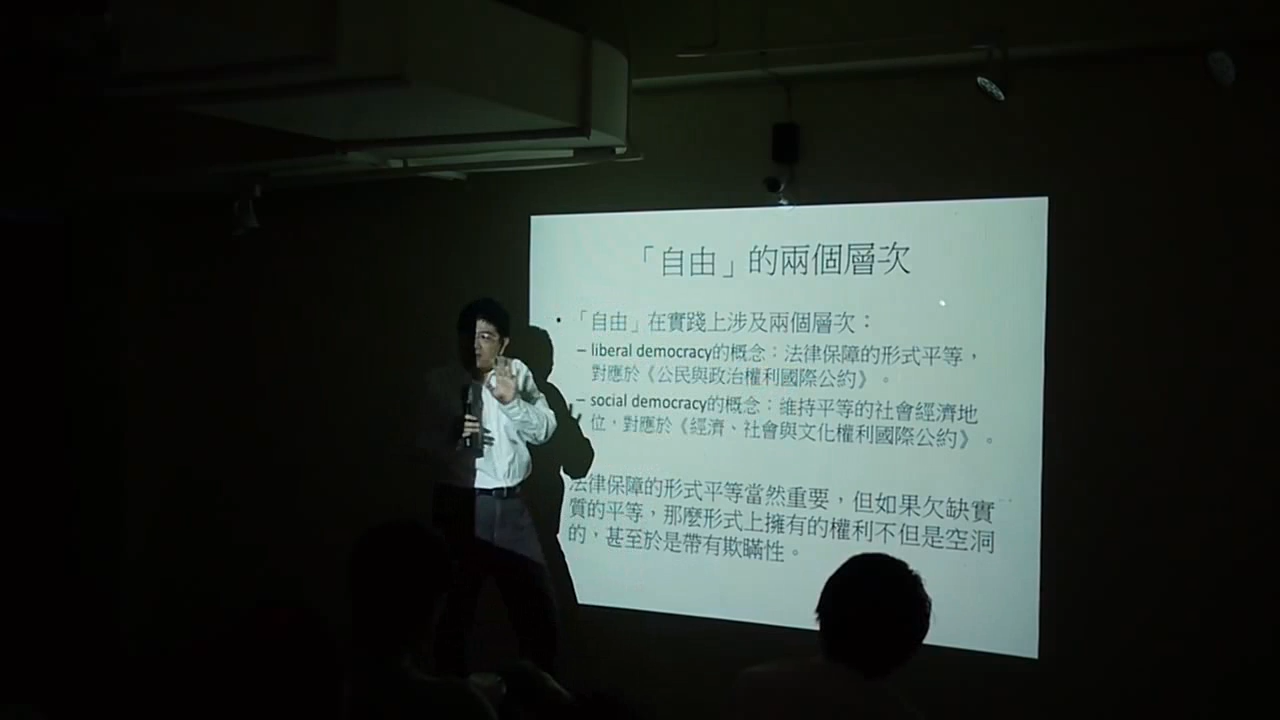 「自由」的兩個層次
• 「自由」在實踐上涉及兩個層次：
– liberal democracy的概念：法律保障的形式平等，
對應於《公民與政治權利國際公約》。
– social democracy的概念：維持平等的社會經濟地
位，對應於《經濟、社會與文化權利國際公約》。
法律保障的形式平等當然重要，但如果欠缺實
質的平等，那麼形式上擁有的權利不但是空洞
的，甚至於是帶有欺瞞性。